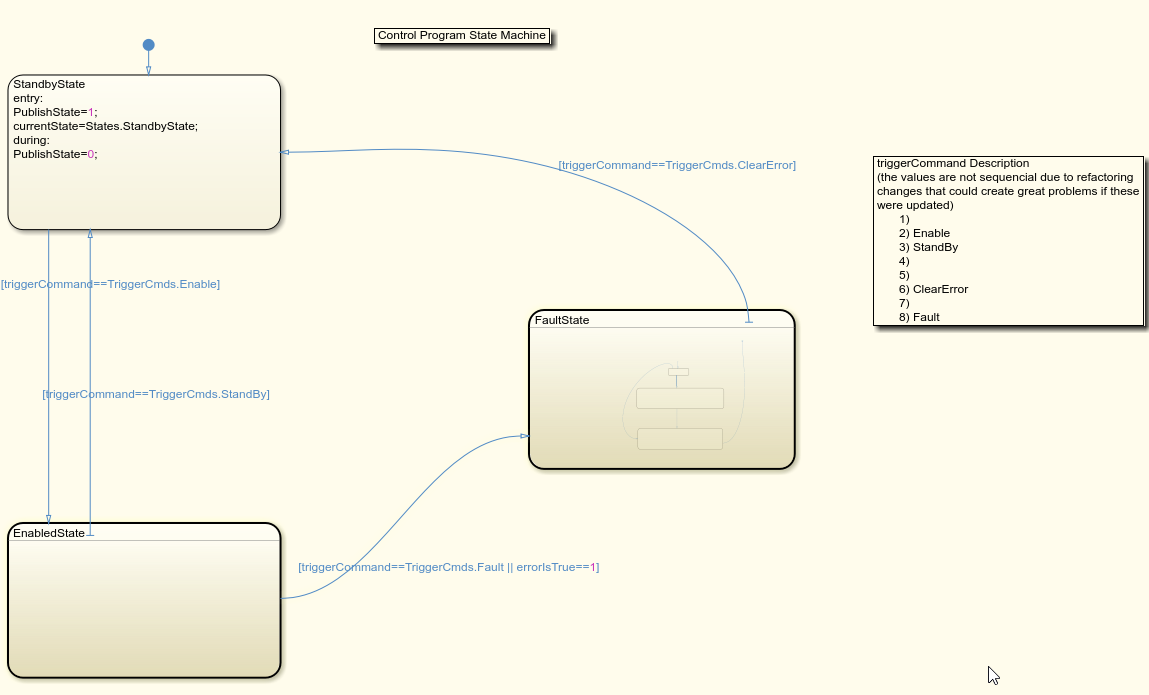 Control Program State Machine
StandbyState
entry:
PublishState=1;
currentState=States.StandbyState;
during:
PublishState=0;
[triggerCommand==TriggerCmds.ClearError]
triggerCommand Description
(the values are not sequencial due to refactoring
changes that could create great problems if these
were updated)
1)
2) Enable
3) StandBy
4)
5)
6) ClearError
7)
8) Fault
[triggerCommand==TriggerCmds.Enable]
FaultState
[triggerCommand==TriggerCmds.StandBy]
EnabledState
[triggerCommand==TriggerCmds.Fault || errorIsTrue==1]